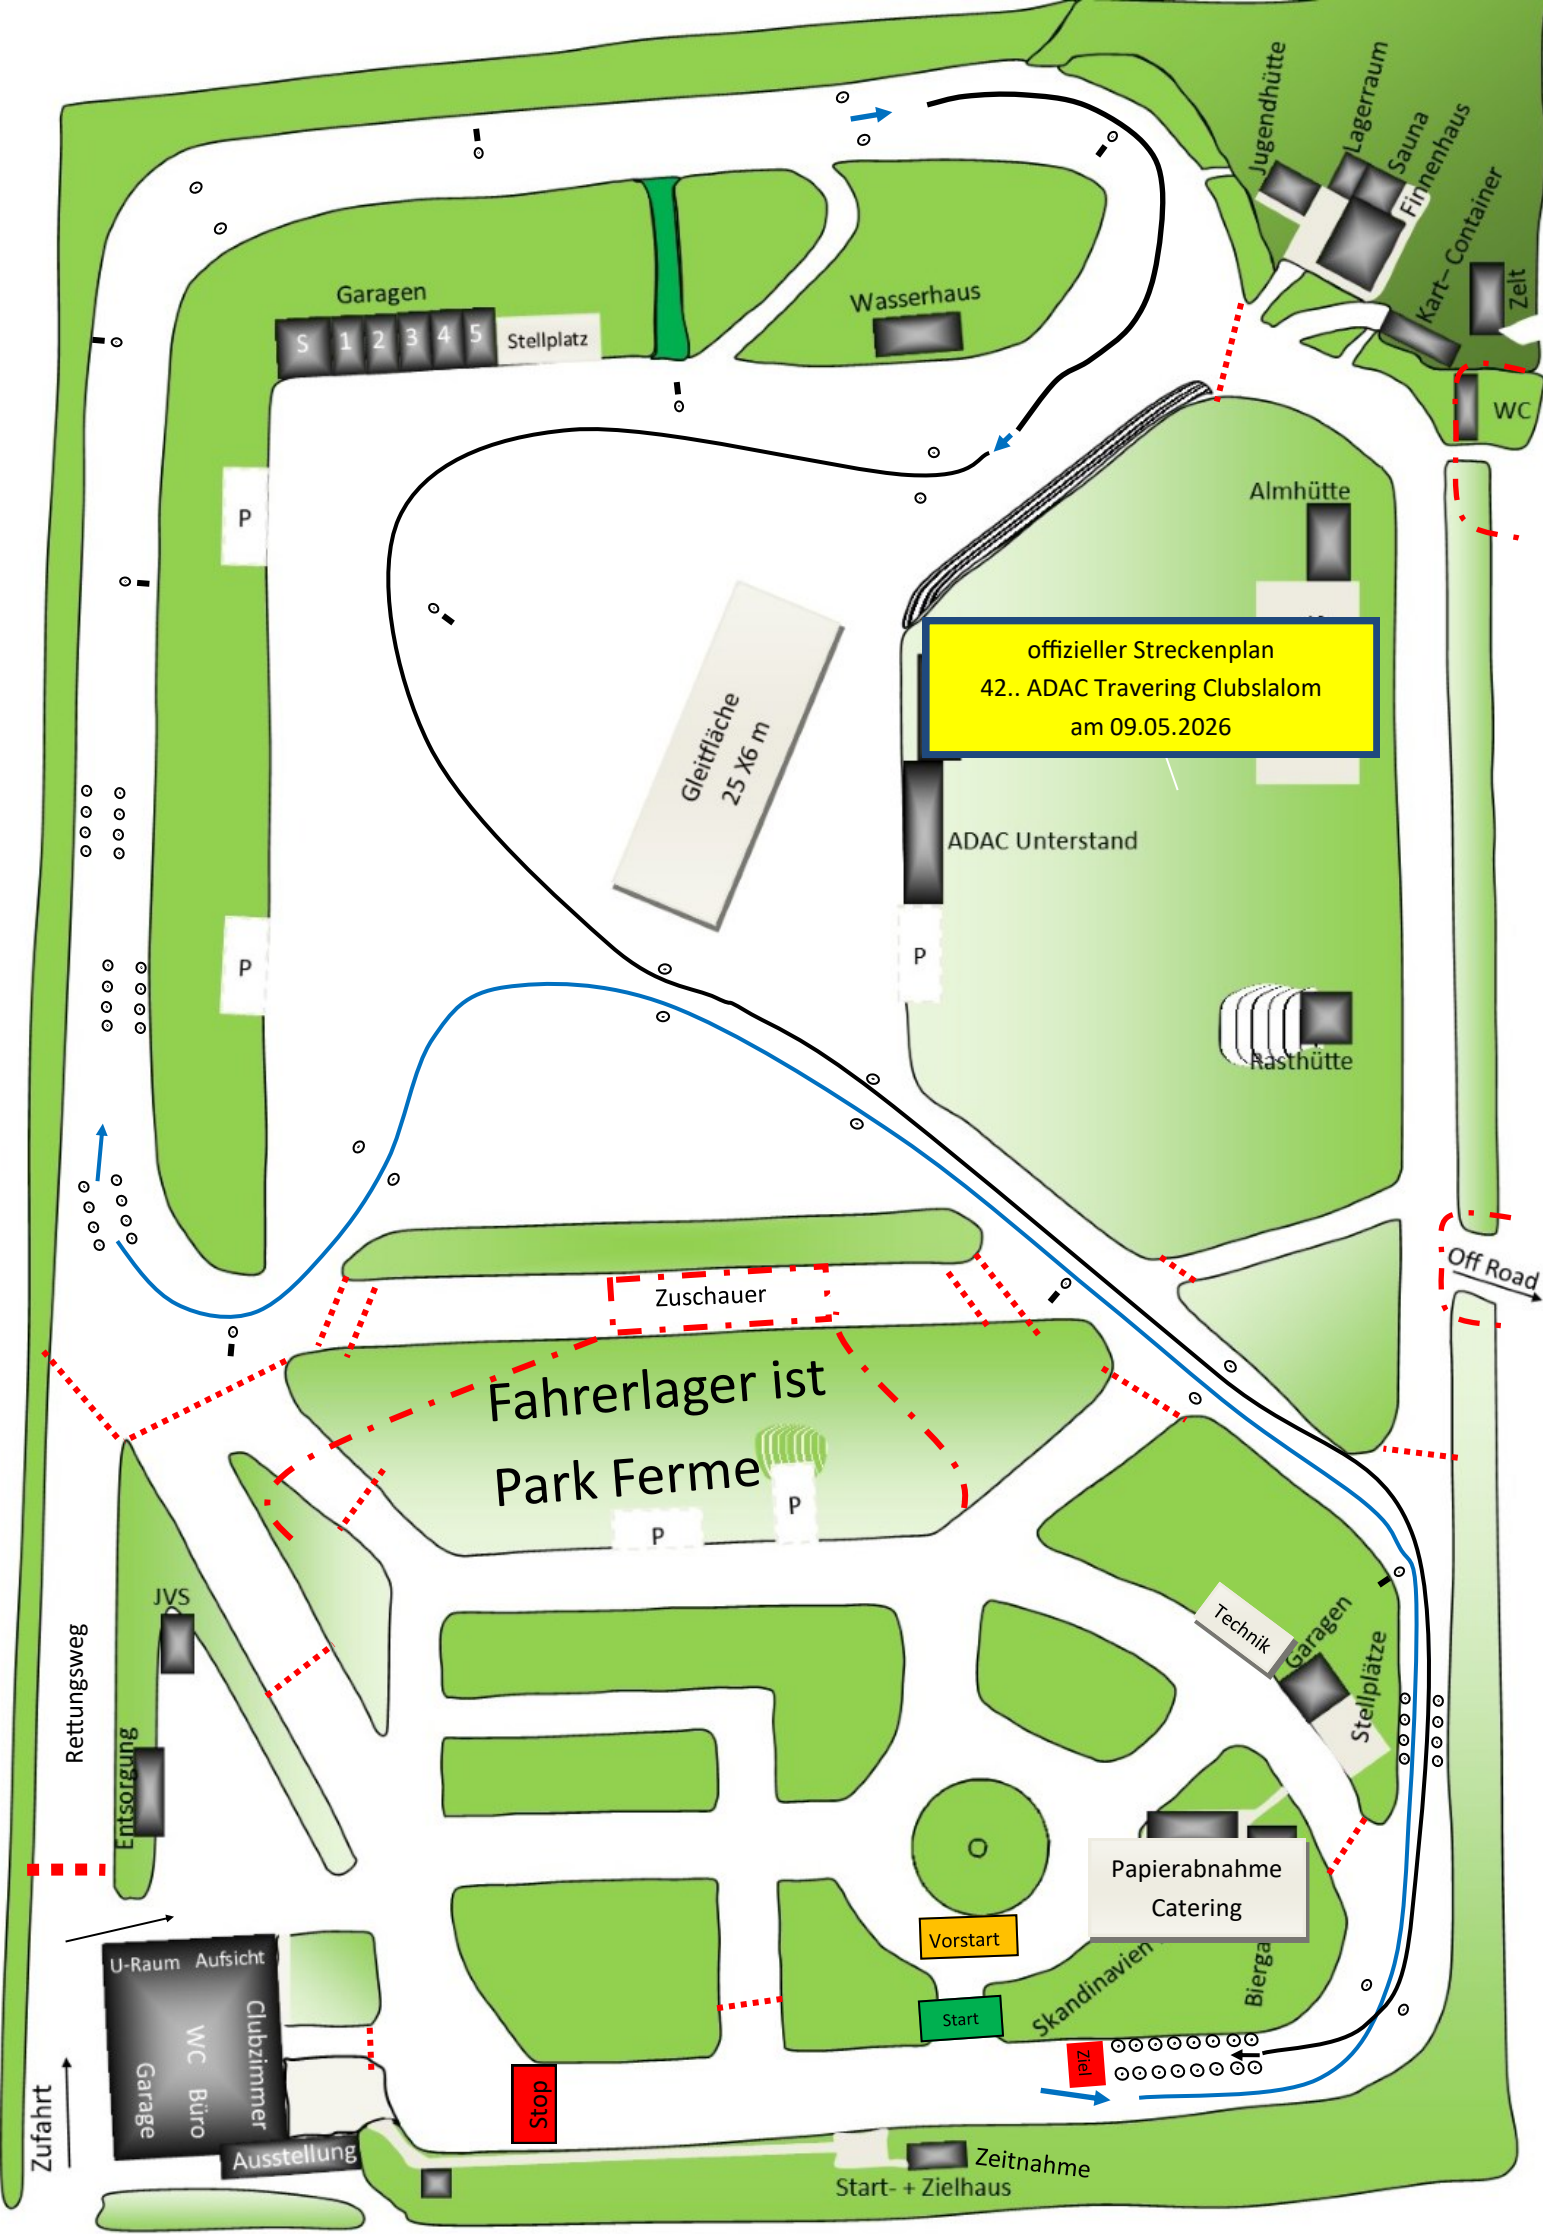 Jugendhütte
Lagerraum
Sauna
Finnenhaus
Kart– Container
Zelt
WC
Garagen
S 1 2 3 4 5
Stellplatz
Wasserhaus
P
Almhütte
offizieller Streckenplan
42.. ADAC Travering Clubslalom
am 09.05.2026
Gleitfläche
25 X6 m
ADAC Unterstand
P
P
Rasthütte
Off Road
Zuschauer
Fahrerlager ist
Park Ferme
P
P
JVS
Rettungsweg
Entsorgung
Technik
Garagen
Stellplätze
Papierabnahme
Catering
Vorstart
Start
Skandinavien
Bierga
Ziel
Stop
U-Raum Aufsicht
Clubzimmer
WC Büro
Garage
Ausstellung
Zufahrt
Zeitnahme
Start- + Zielhaus